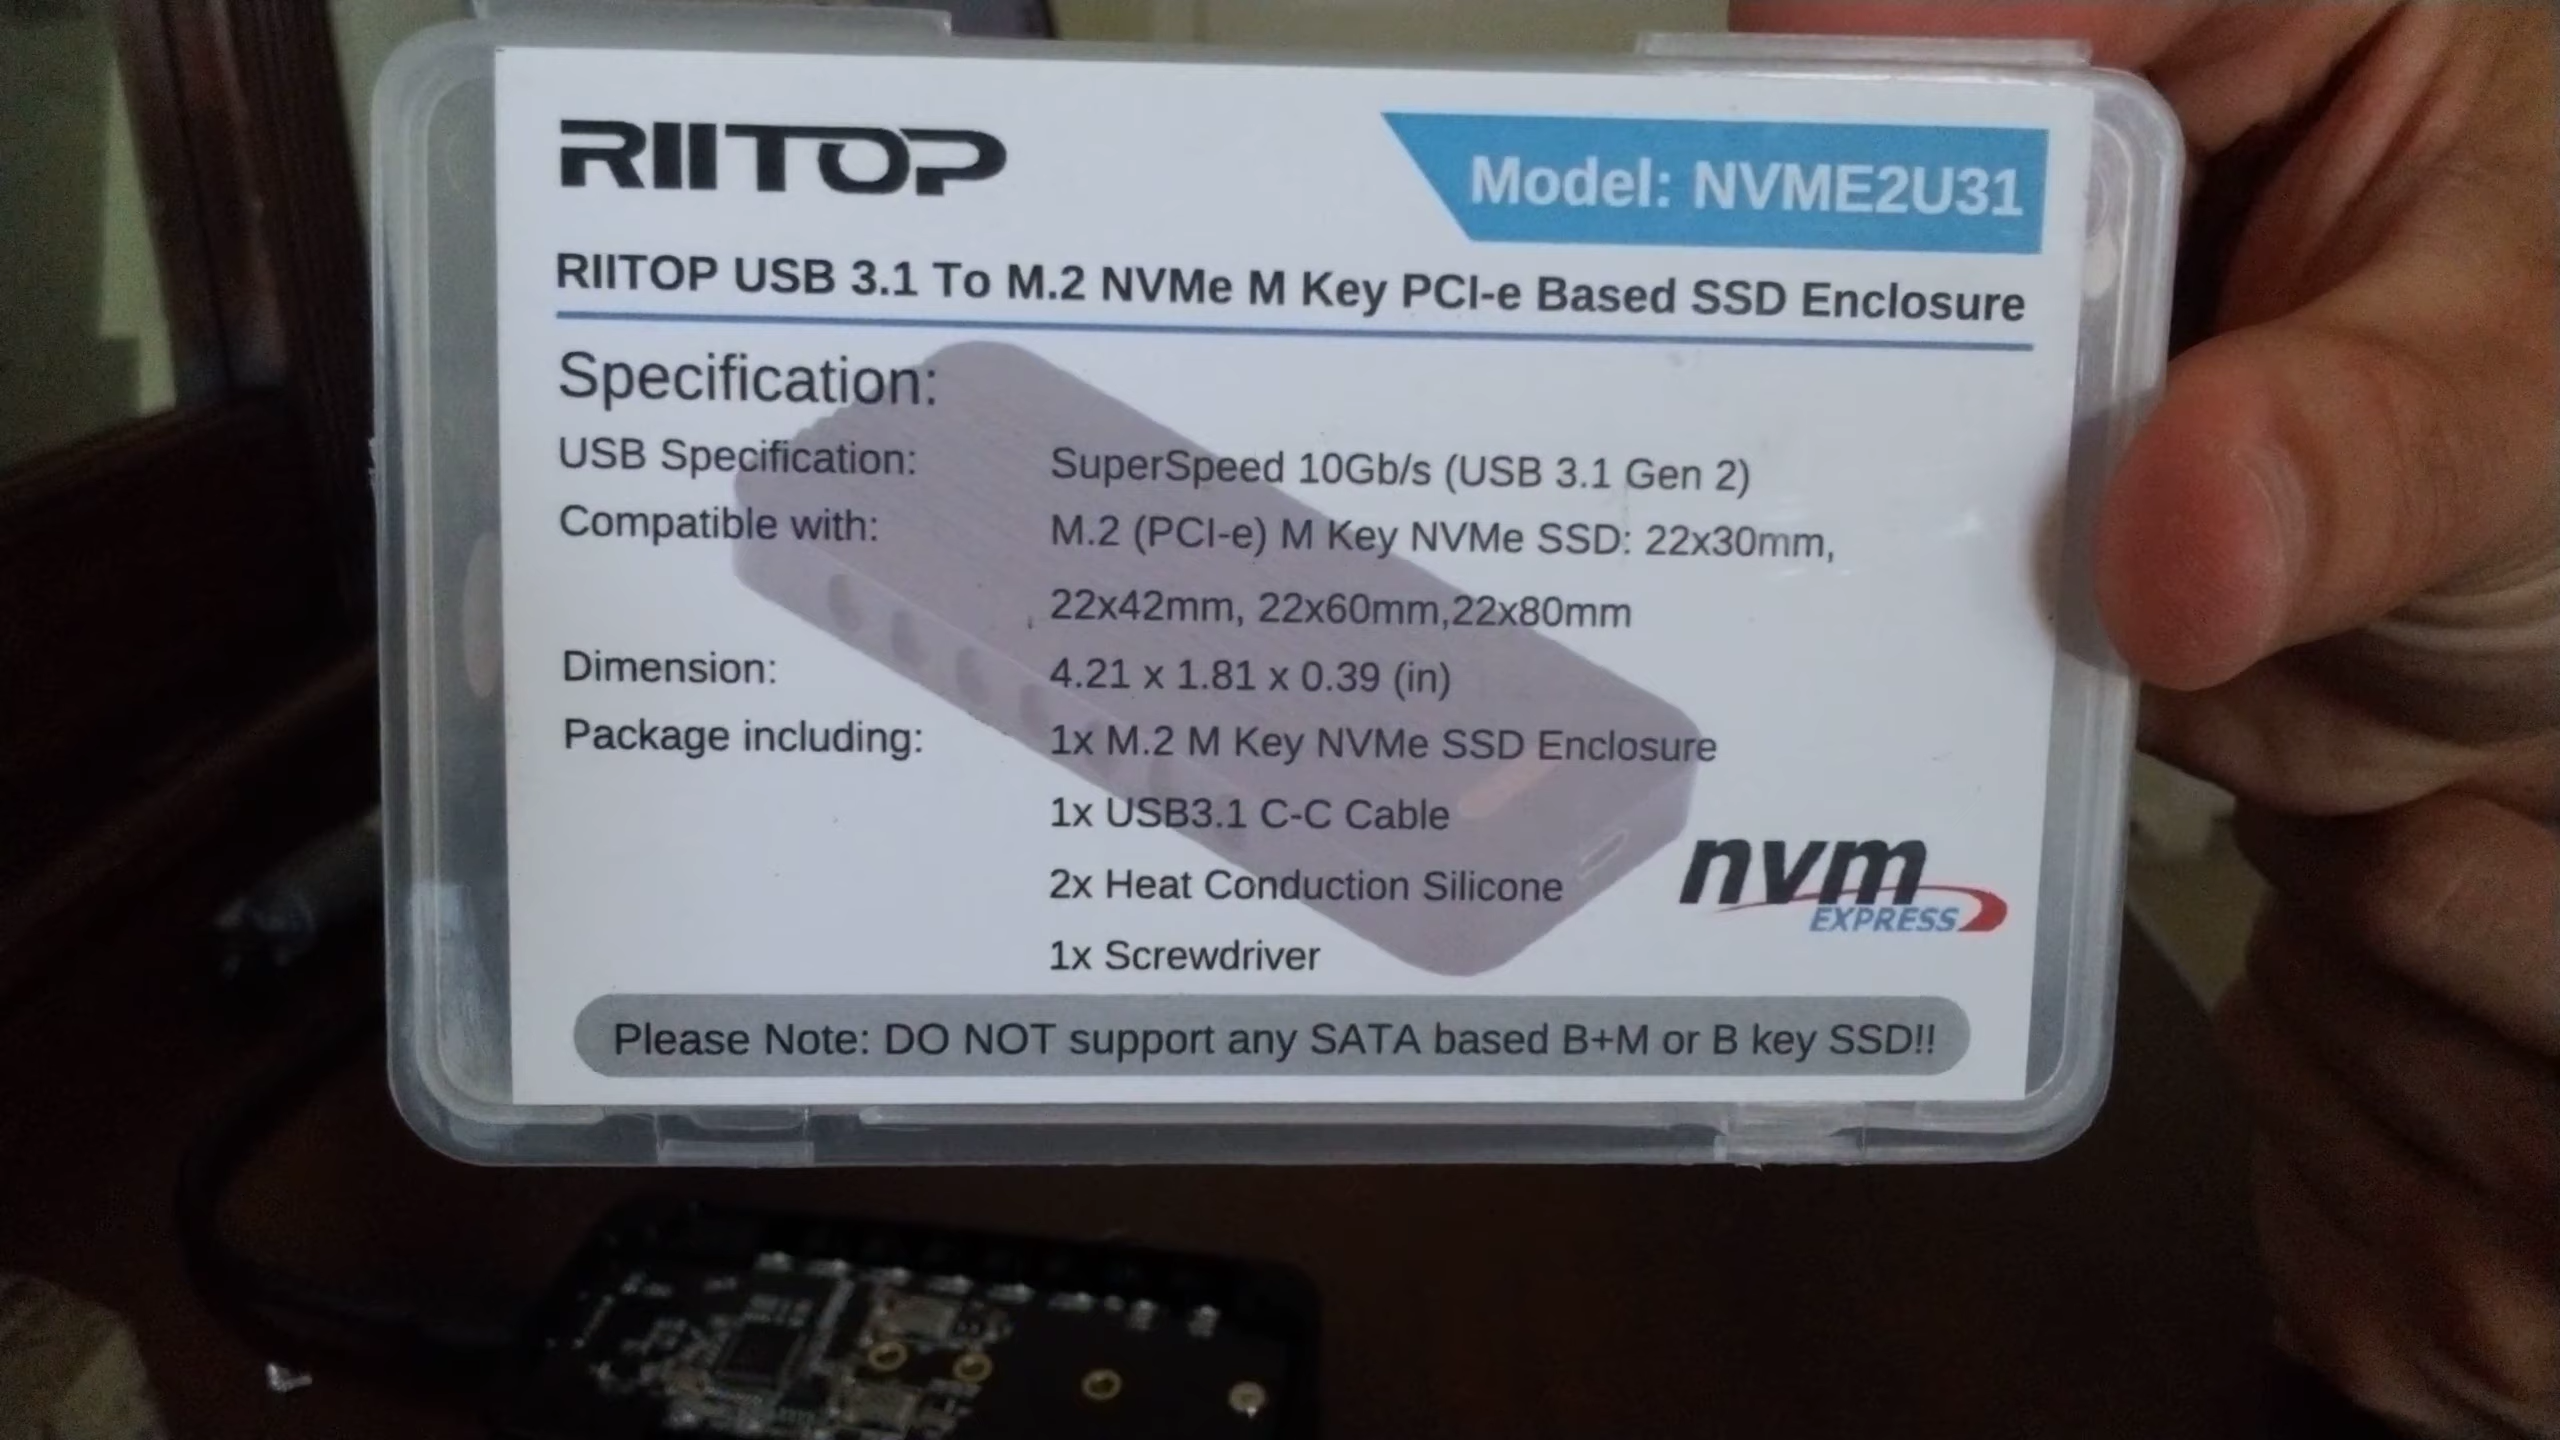 RIITOP
Model: NVME2U31
RIITOP USB 3.1 To M.2 NVMe M Key PCI-e Based SSD Enclosure
Specification:
USB Specification: SuperSpeed 10Gb/s (USB 3.1 Gen 2)
Compatible with: M.2 (PCI-e) M Key NVMe SSD: 22x30mm,
22x42mm, 22x60mm,22x80mm
Dimension: 4.21 x 1.81 x 0.39 (in)
Package including: 1x M.2 M Key NVMe SSD Enclosure
1x USB3.1 C-C Cable
2x Heat Conduction Silicone
1x Screwdriver
nvm
EXPRESS
Please Note: DO NOT support any SATA based B+M or B key SSD!!